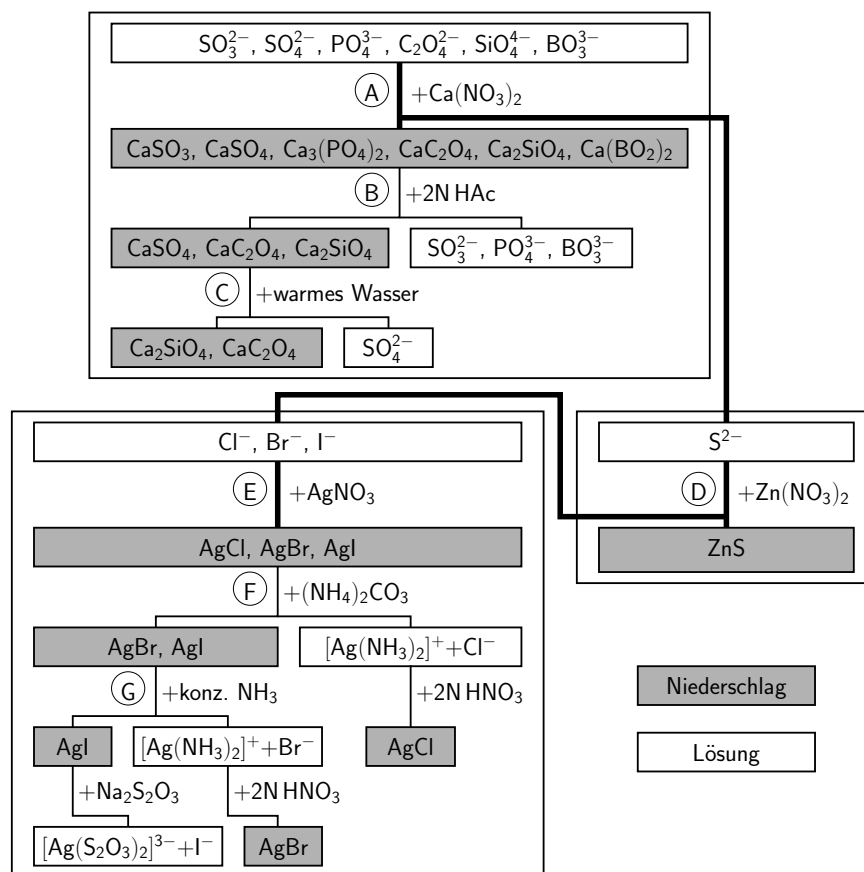 SO₃²⁻, SO₄²⁻, PO₄³⁻, C₂O₄²⁻, SiO₄⁴⁻, BO₃³⁻
A +Ca(NO₃)₂
CaSO₃, CaSO₄, Ca₃(PO₄)₂, CaC₂O₄, Ca₂SiO₄, Ca(BO₂)₂
B +2N HAc
CaSO₄, CaC₂O₄, Ca₂SiO₄
SO₃²⁻, PO₄³⁻, BO₃³⁻
C +warmes Wasser
Ca₂SiO₄, CaC₂O₄
SO₄²⁻
Cl⁻, Br⁻, I⁻
E +AgNO₃
AgCl, AgBr, AgI
F +(NH₄)₂CO₃
AgBr, AgI
[Ag(NH₃)₂]⁺+Cl⁻
G +konz. NH₃
+2N HNO₃
AgI
[Ag(NH₃)₂]⁺+Br⁻
AgCl
+Na₂S₂O₃
+2N HNO₃
[Ag(S₂O₃)₂]³⁻+I⁻
AgBr
S²⁻
D +Zn(NO₃)₂
ZnS
Niederschlag
Lösung